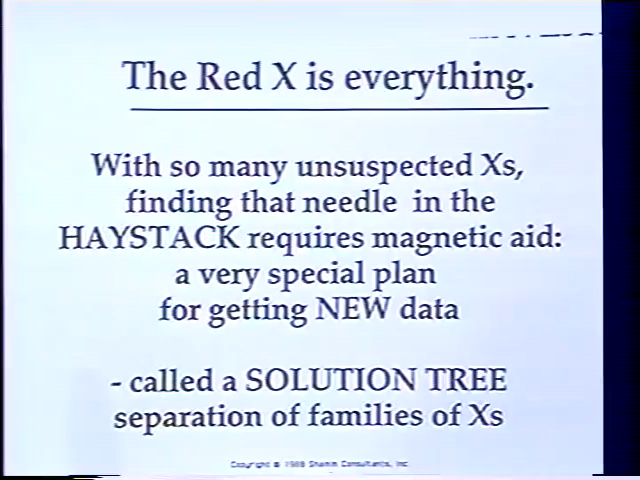 The Red X is everything.
With so many unsuspected Xs,
finding that needle in the
HAYSTACK requires magnetic aid:
a very special plan
for getting NEW data
- called a SOLUTION TREE
separation of families of Xs
Copyright © 1988 Shainin Consultants, Inc